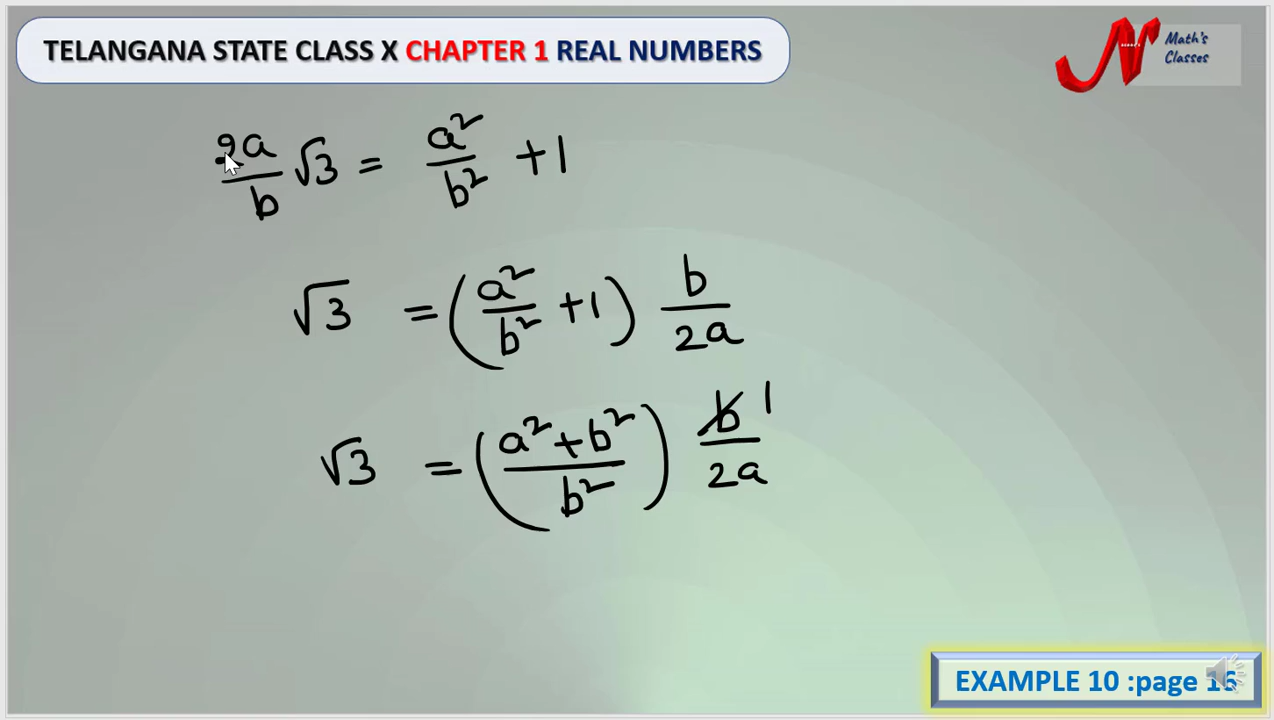 TELANGANA STATE CLASS X CHAPTER 1 REAL NUMBERS
Math's
Classes
2a/b √3 = a²/b² + 1
√3 = (a²/b² + 1) b/2a
√3 = ((a² + b²)/b²) b/2a 1
EXAMPLE 10 :page 16